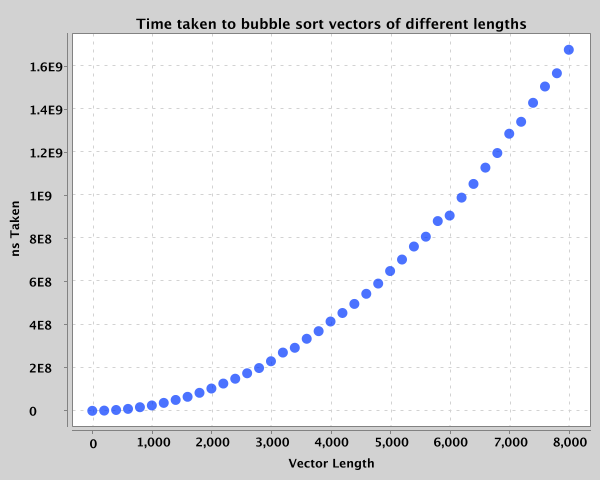 Time taken to bubble sort vectors of different lengths
1.6E9
1.4E9
1.2E9
1E9
8E8
6E8
4E8
2E8
0
ns Taken
0 1,000 2,000 3,000 4,000 5,000 6,000 7,000 8,000
Vector Length